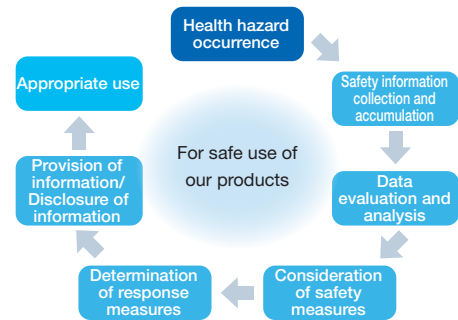 Health hazard
occurrence
Safety information
collection and
accumulation
Data
evaluation and
analysis
Consideration
of safety
measures
Determination
of response
measures
Provision of
information/
Disclosure of
information
Appropriate use
For safe use of
our products